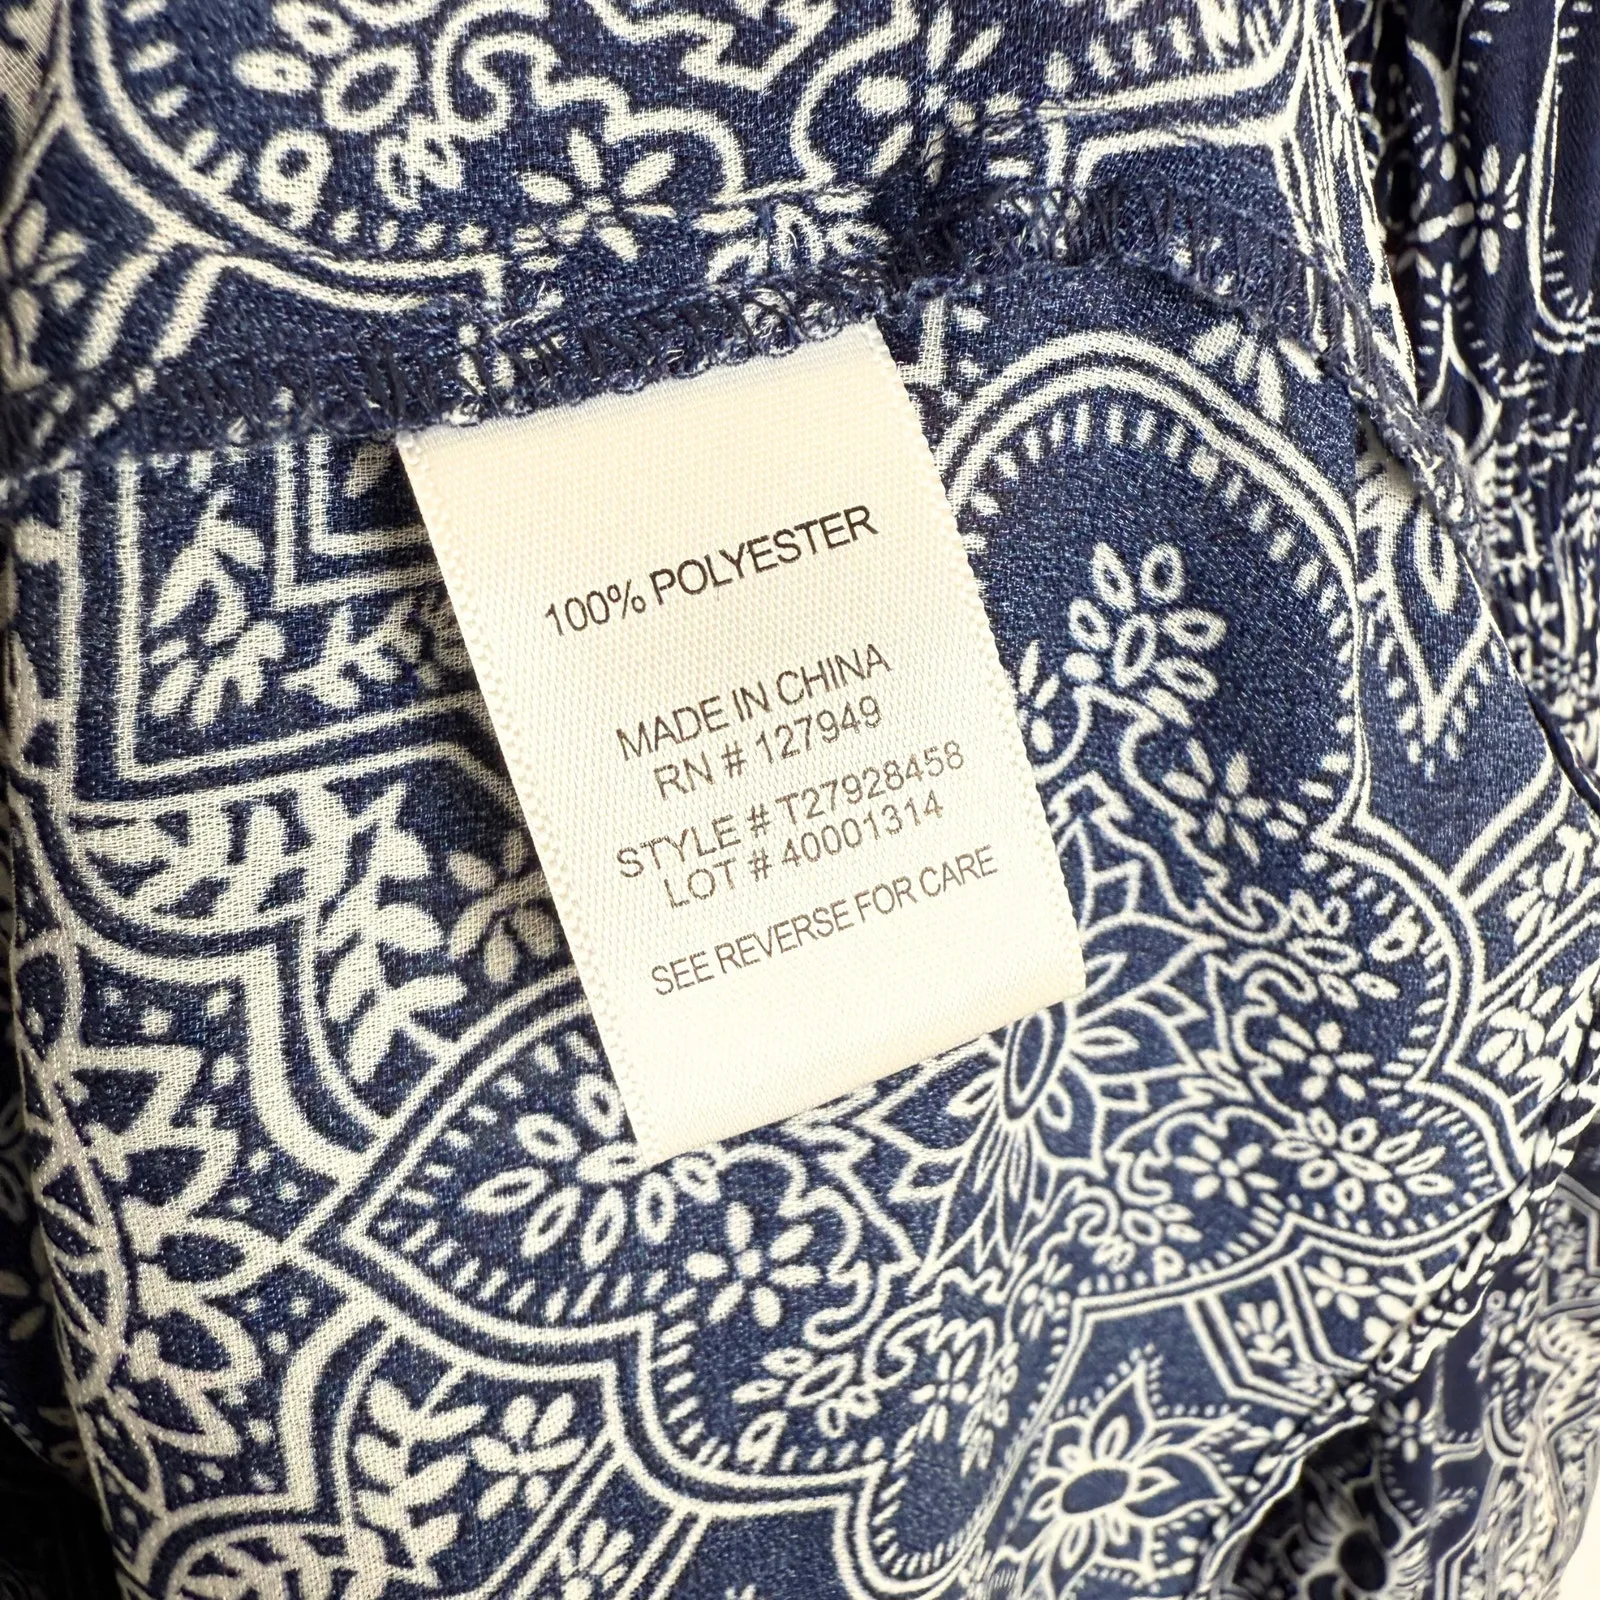 100% POLYESTER
MADE IN CHINA
RN # 127949
STYLE # T27928458
LOT # 40001314
SEE REVERSE FOR CARE